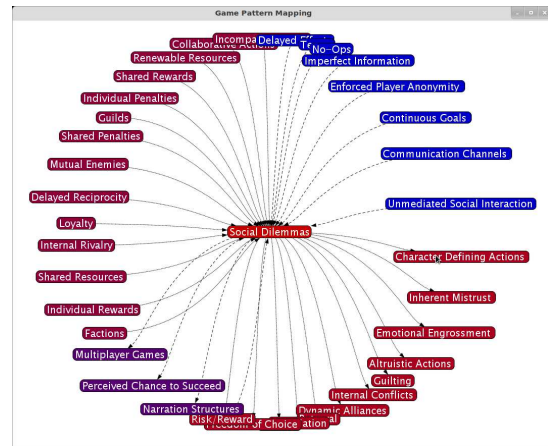 Game Pattern Mapping
Incompa
Collaborative Actions
Delayed
No-Ops
Renewable Resources
Imperfect Information
Shared Rewards
Enforced Player Anonymity
Individual Penalties
Guilds
Continuous Goals
Shared Penalties
Communication Channels
Mutual Enemies
Delayed Reciprocity
Unmediated Social Interaction
Loyalty
Social Dilemmas
Internal Rivalry
Character Defining Actions
Shared Resources
Inherent Mistrust
Individual Rewards
Factions
Emotional Engrossment
Multiplayer Games
Altruistic Actions
Perceived Chance to Succeed
Guilting
Internal Conflicts
Narration Structures
Dynamic Alliances
Risk/Reward
of Choice
ation